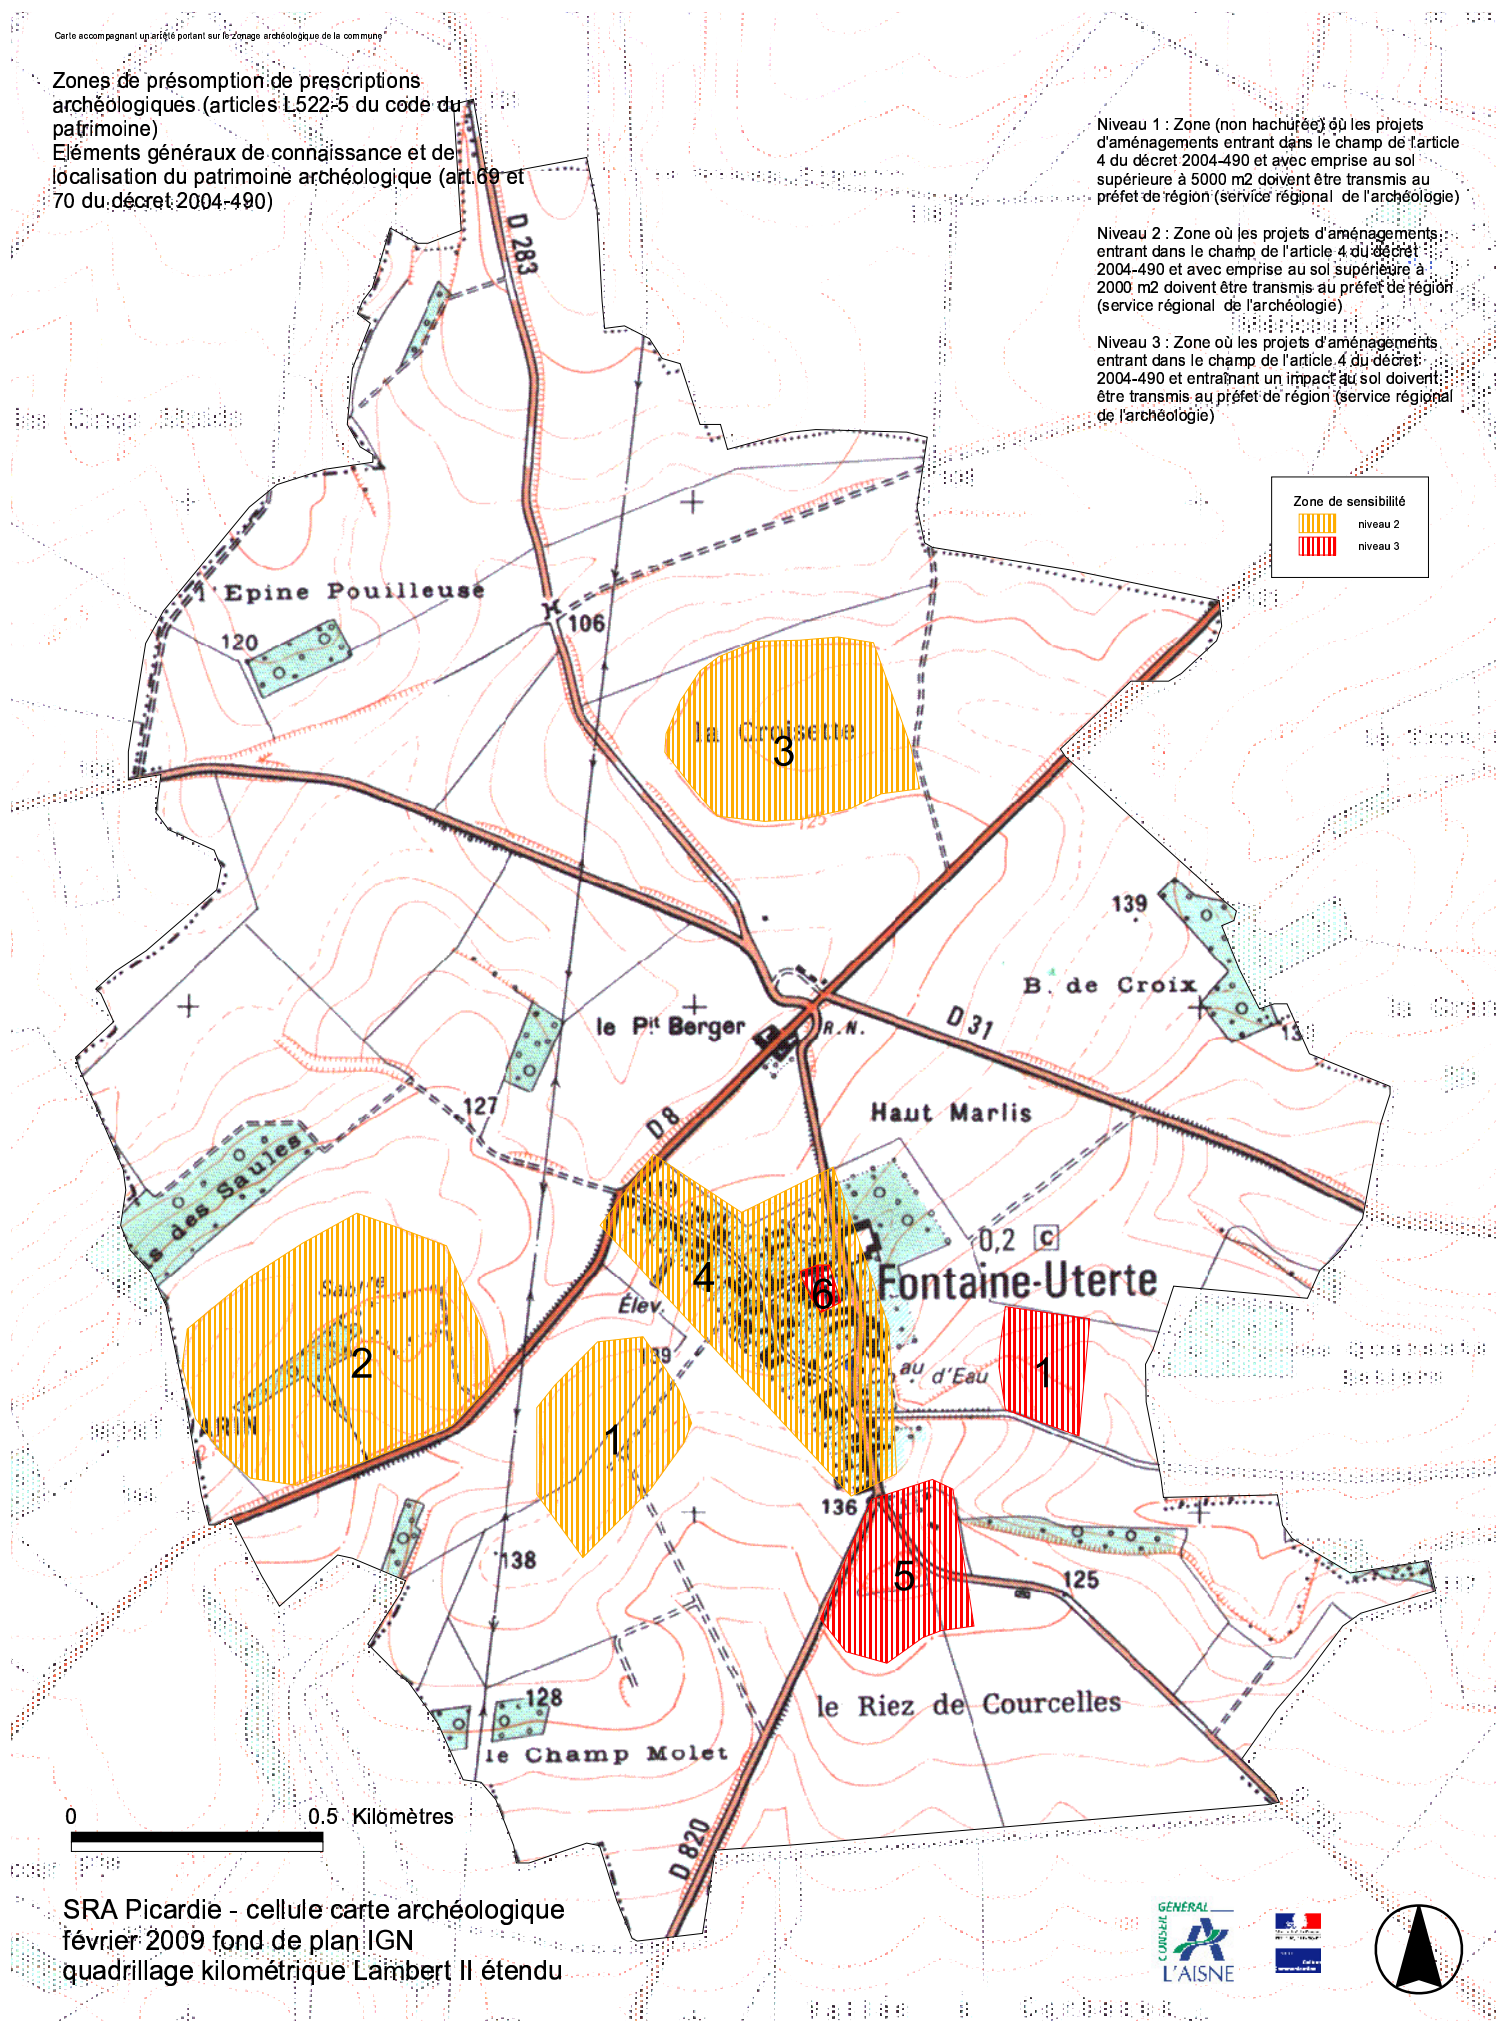 Carte accompagnant un arrêté portant sur le zonage archéologique de la commune
Zones de présomption de prescriptions
archéologiques (articles L522-5 du code du
patrimoine)
Eléments généraux de connaissance et de
localisation du patrimoine archéologique (art.69 et
70 du décret 2004-490)
Niveau 1 : Zone (non hachurée) où les projets
d'aménagements entrant dans le champ de l'article
4 du décret 2004-490 et avec emprise au sol
supérieure à 5000 m2 doivent être transmis au
préfet de région (service régional de l'archéologie)
Niveau 2 : Zone où les projets d'aménagements
entrant dans le champ de l'article 4 du décret
2004-490 et avec emprise au sol supérieure à
2000 m2 doivent être transmis au préfet de région
(service régional de l'archéologie)
Niveau 3 : Zone où les projets d'aménagements
entrant dans le champ de l'article 4 du décret
2004-490 et entraînant un impact au sol doivent
être transmis au préfet de région (service régional
de l'archéologie)
Zone de sensibilité
niveau 2
niveau 3
D 283
l'Epine Pouilleuse
120
106
la Croisette
3
125
139
B. de Croix
13
le Pit Berger
R.N.
D 31
127
D 8
Haut Marlis
s des Saules
0,2 C
Fontaine-Uterte
4
6
Élev.
2
139
au d'Eau
1
1
136
5
138
125
128
le Riez de Courcelles
le Champ Molet
D 820
0 0.5 Kilomètres
SRA Picardie - cellule carte archéologique
février 2009 fond de plan IGN
quadrillage kilométrique Lambert II étendu
CONSEIL GÉNÉRAL
L'AISNE